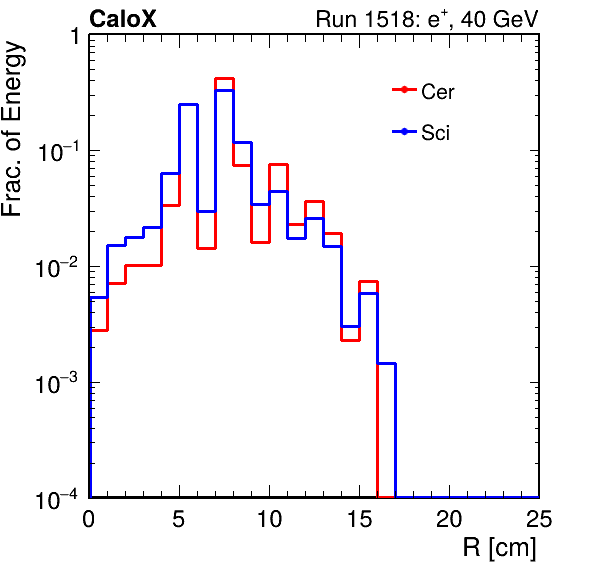 CaloX Run 1518: e⁺, 40 GeV
Frac. of Energy
1
10⁻¹
10⁻²
10⁻³
10⁻⁴
Cer
Sci
0 5 10 15 20 25
R [cm]